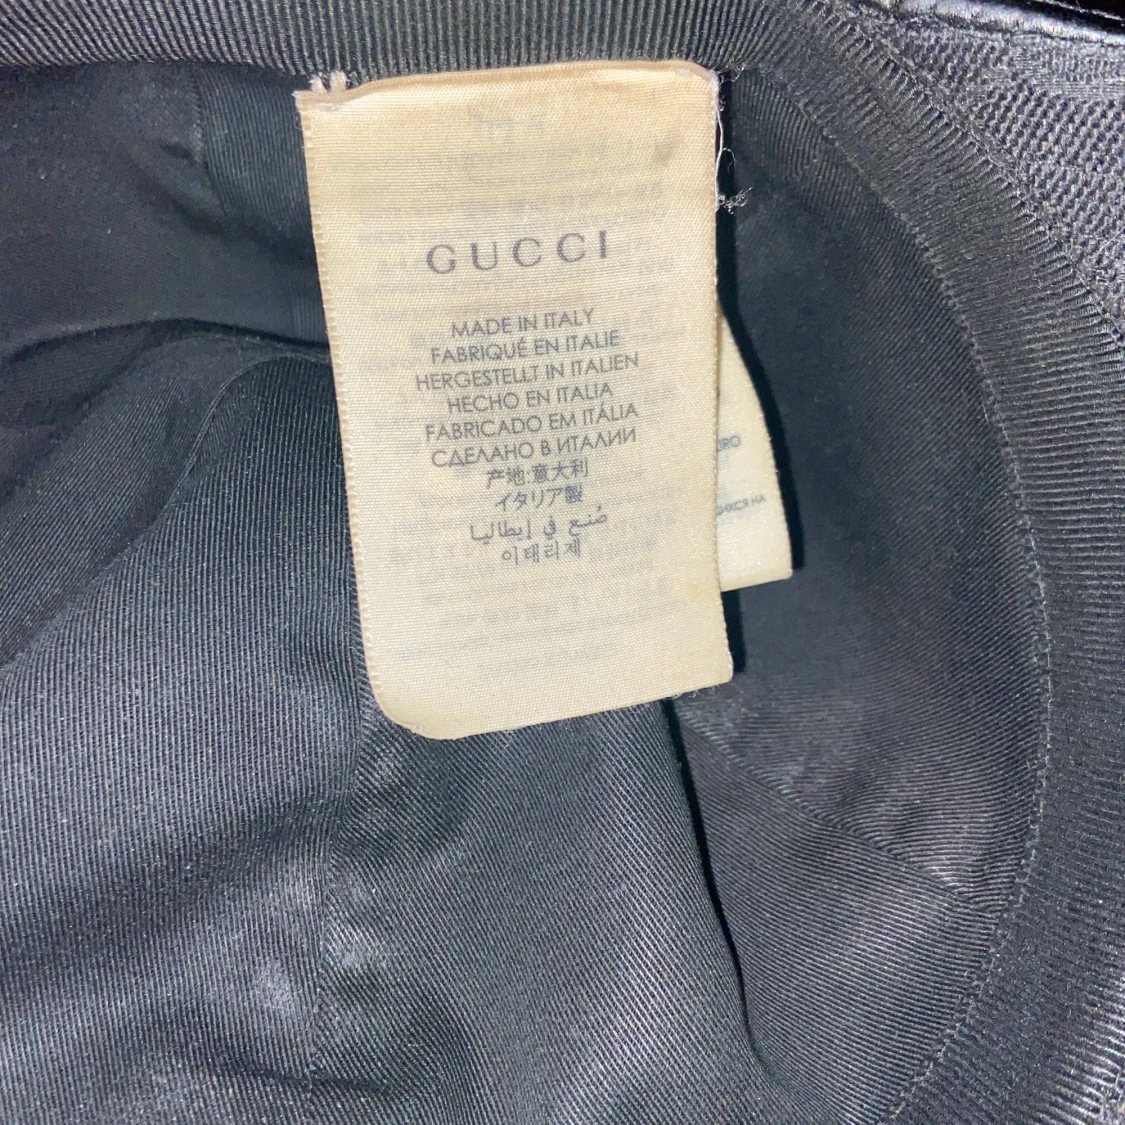 GUCCI
MADE IN ITALY
FABRIQUÉ EN ITALIE
HERGESTELLT IN ITALIEN
HECHO EN ITALIA
FABRICADO EM ITÁLIA
СДЕЛАНО В ИТАЛИИ
产地:意大利
イタリア製
صُنع في إيطاليا
이태리제